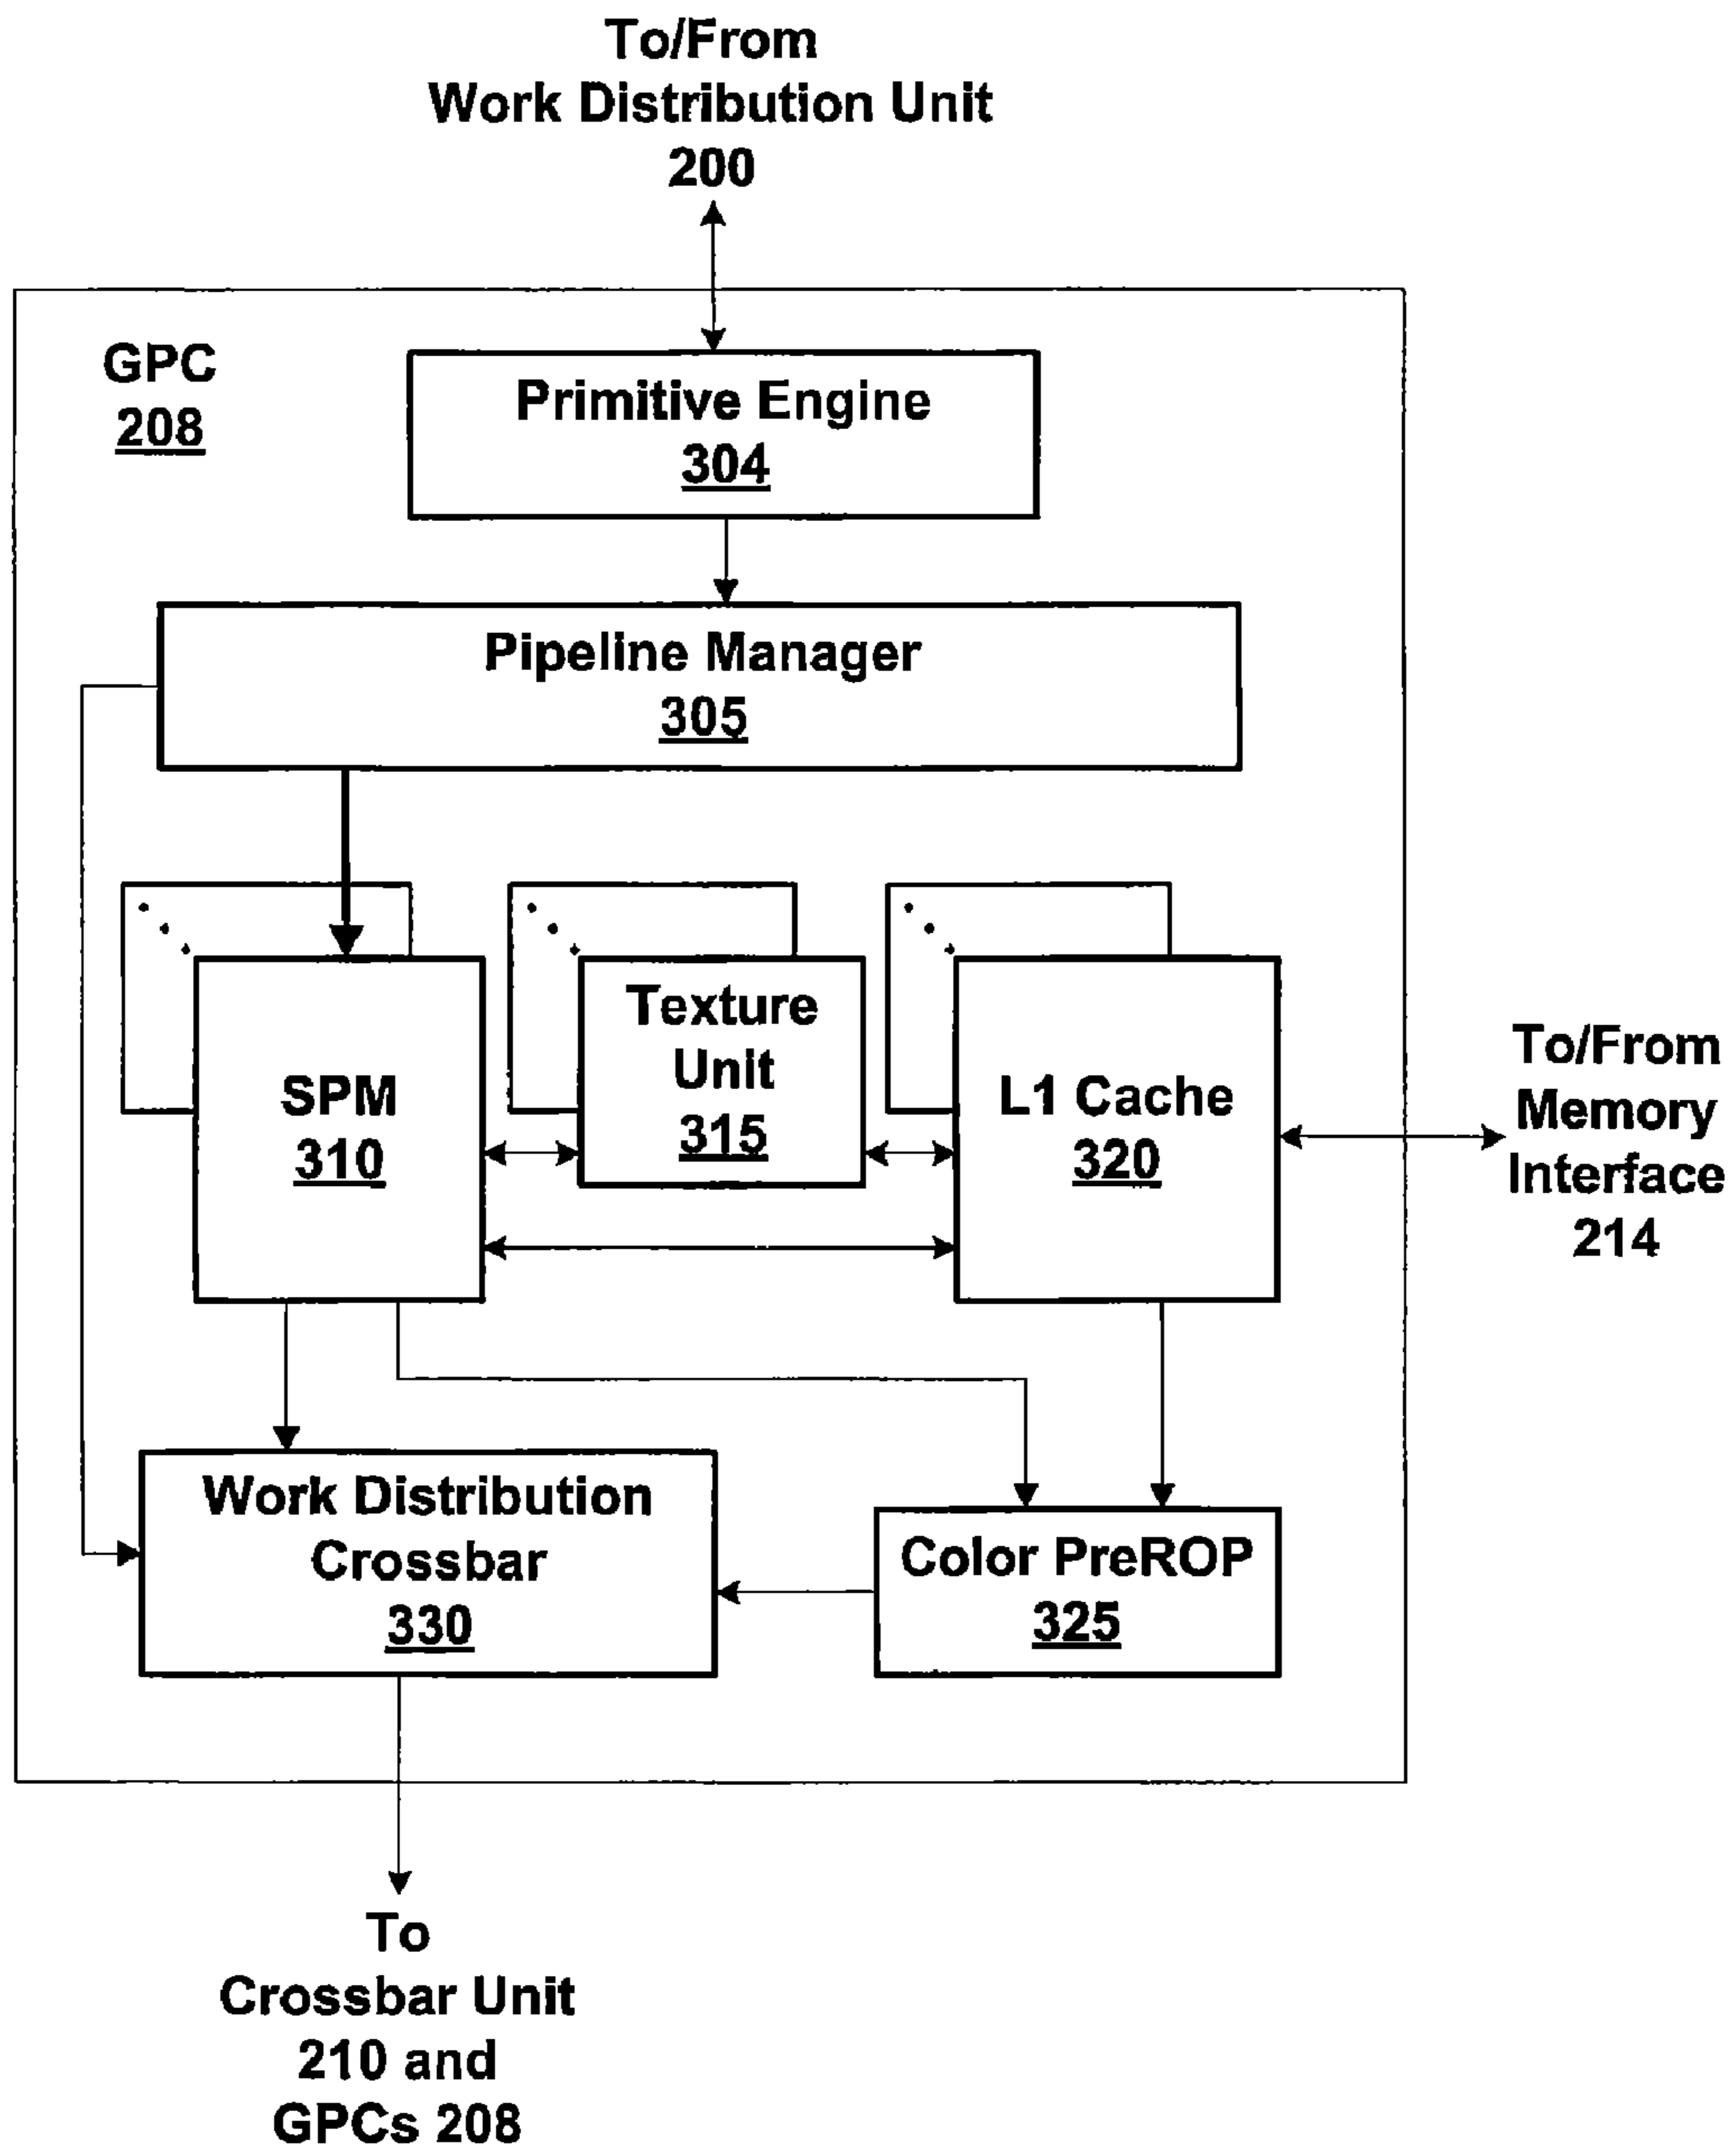 To/From
Work Distribution Unit
200
GPC
208
Primitive Engine
304
Pipeline Manager
305
SPM
310
Texture
Unit
315
L1 Cache
320
To/From
Memory
Interface
214
Work Distribution
Crossbar
330
Color PreROP
325
To
Crossbar Unit
210 and
GPCs 208